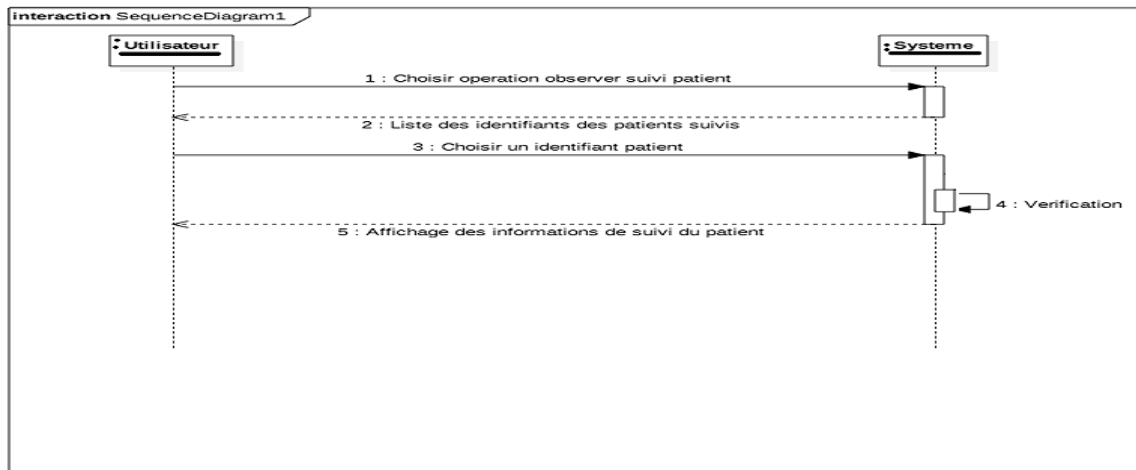 interaction SequenceDiagram1
: Utilisateur
: Systeme
1 : Choisir operation observer suivi patient
2 : Liste des identifiants des patients suivis
3 : Choisir un identifiant patient
4 : Verification
5 : Affichage des informations de suivi du patient